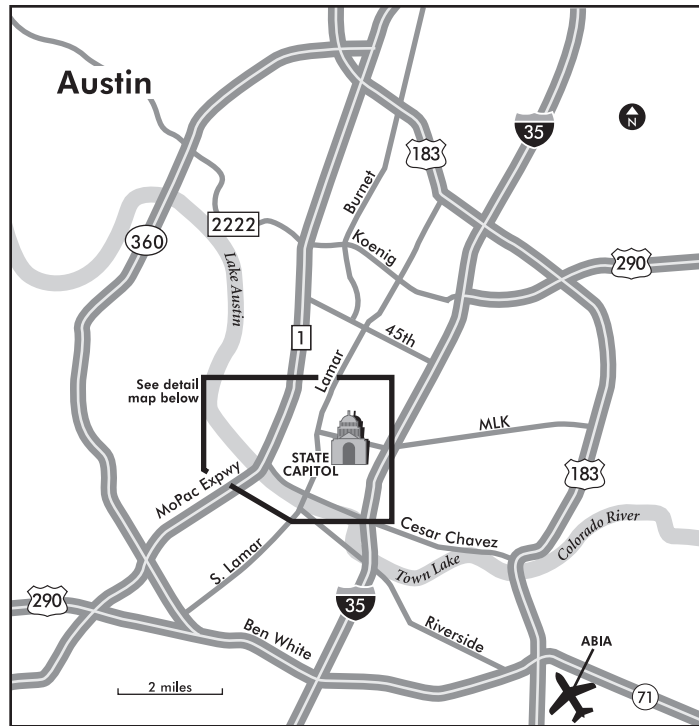 Austin
N
35
183
Burnet
2222
360
Koenig
290
Lake Austin
1
45th
Lamar
See detail
map below
MLK
STATE
CAPITOL
183
MoPac Expwy
Cesar Chavez
Colorado River
Town Lake
S. Lamar
290
35
Ben White
Riverside
ABIA
2 miles
71